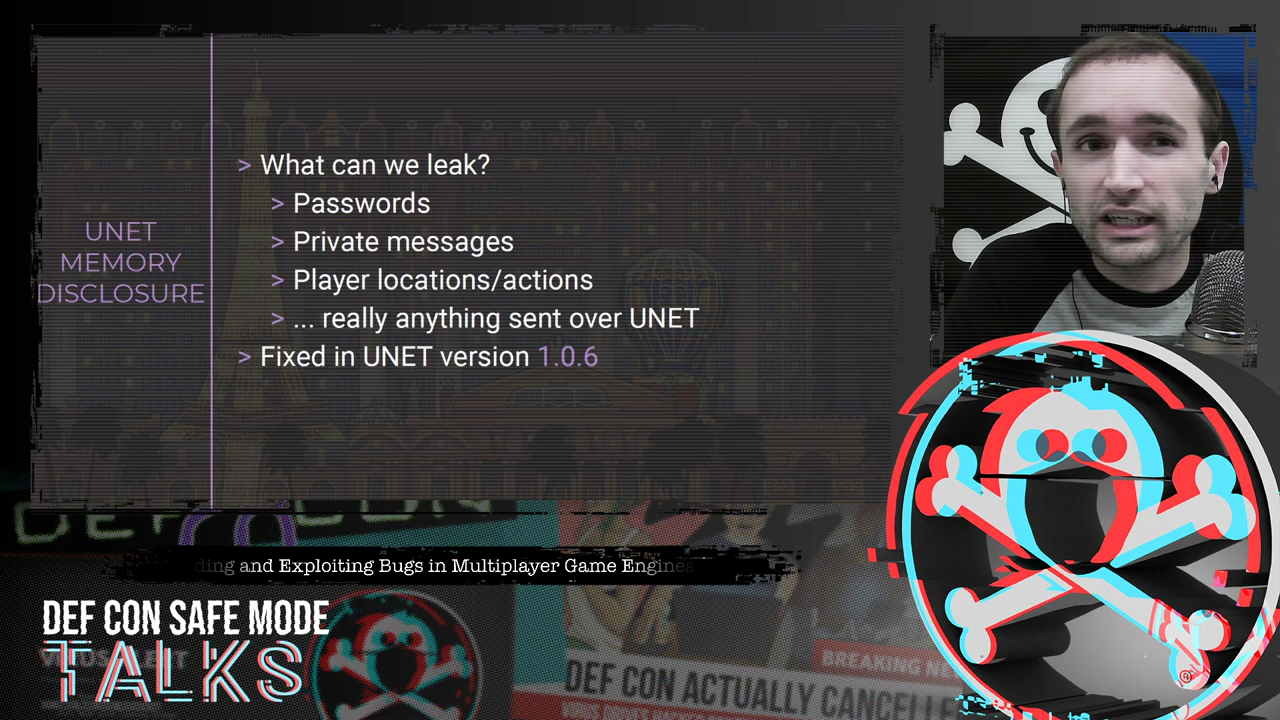 UNET
MEMORY
DISCLOSURE
> What can we leak?
> Passwords
> Private messages
> Player locations/actions
> ... really anything sent over UNET
> Fixed in UNET version 1.0.6
DEF CON
and Exploiting Bugs in Multiplayer Game Engines
DEF CON SAFE MODE
TALKS
BREAKING
DEF CON ACTUALLY
®